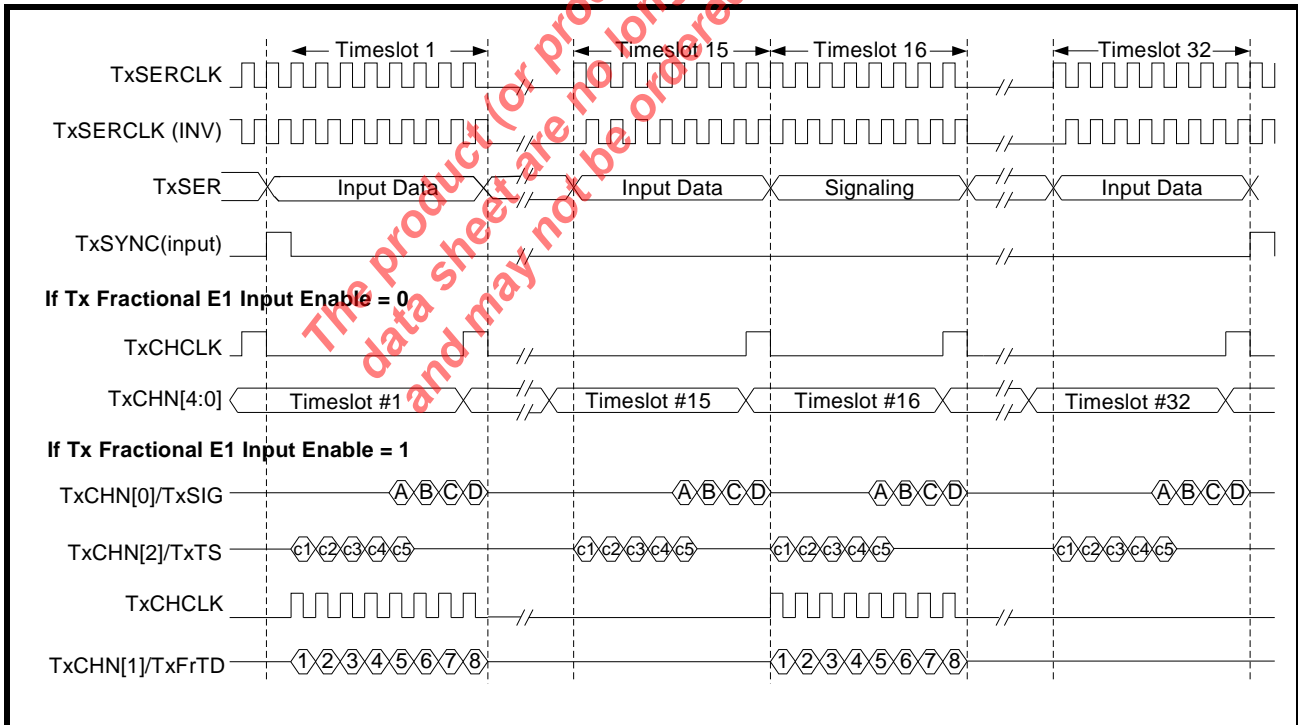 Timeslot 1 Timeslot 15 Timeslot 16 Timeslot 32
TxSERCLK
TxSERCLK (INV)
TxSER Input Data Input Data Signaling Input Data
TxSYNC(input)
If Tx Fractional E1 Input Enable = 0
TxCHCLK
TxCHN[4:0] Timeslot #1 Timeslot #15 Timeslot #16 Timeslot #32
If Tx Fractional E1 Input Enable = 1
TxCHN[0]/TxSIG A B C D A B C D A B C D A B C D
TxCHN[2]/TxTS c1 c2 c3 c4 c5 c1 c2 c3 c4 c5 c1 c2 c3 c4 c5 c1 c2 c3 c4 c5
TxCHCLK
TxCHN[1]/TxFrTD 1 2 3 4 5 6 7 8 1 2 3 4 5 6 7 8
The product (or
data sheet are no
and may not be ordered